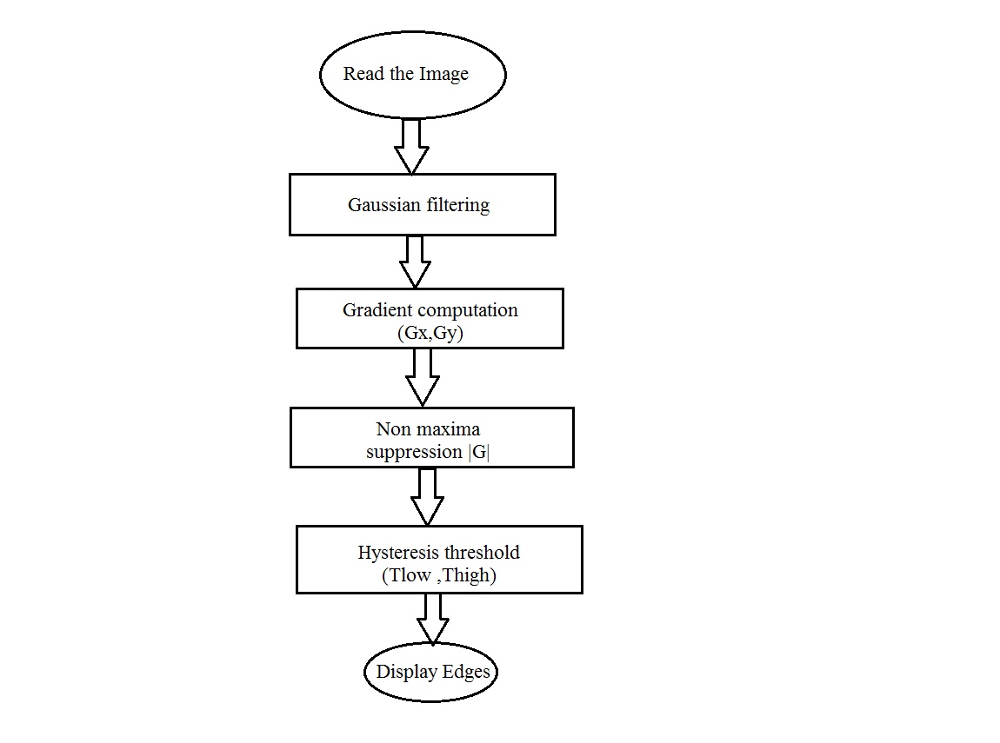 Read the Image
Gaussian filtering
Gradient computation
(Gx,Gy)
Non maxima
suppression |G|
Hysteresis threshold
(Tlow ,Thigh)
Display Edges